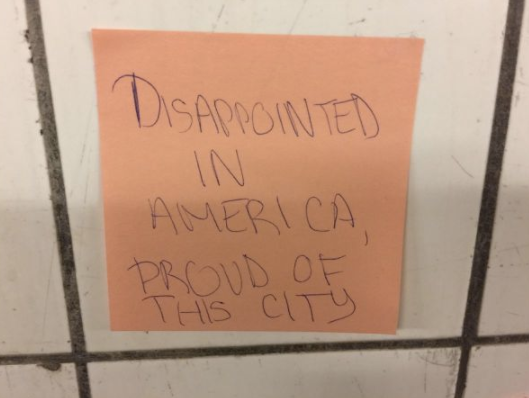 DISAPPOINTED
IN
AMERICA,
PROUD OF
THIS CITY